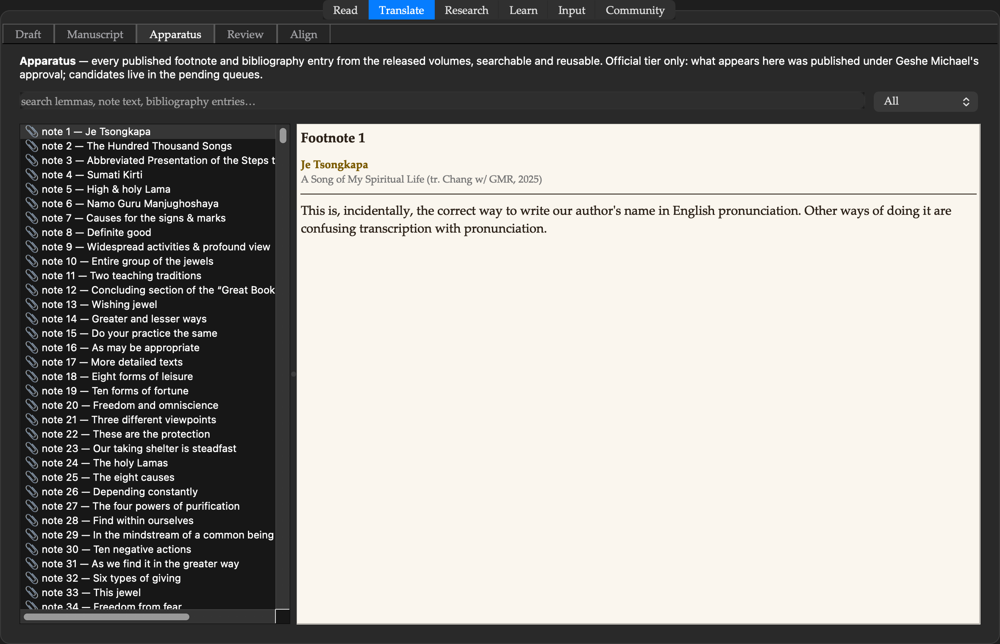 Read Translate Research Learn Input Community
Draft Manuscript Apparatus Review Align
Apparatus — every published footnote and bibliography entry from the released volumes, searchable and reusable. Official tier only: what appears here was published under Geshe Michael's
approval; candidates live in the pending queues.
search lemmas, note text, bibliography entries…
All
note 1 — Je Tsongkapa
note 2 — The Hundred Thousand Songs
note 3 — Abbreviated Presentation of the Steps t
note 4 — Sumati Kirti
note 5 — High & holy Lama
note 6 — Namo Guru Manjughoshaya
note 7 — Causes for the signs & marks
note 8 — Definite good
note 9 — Widespread activities & profound view
note 10 — Entire group of the jewels
note 11 — Two teaching traditions
note 12 — Concluding section of the “Great Book
note 13 — Wishing jewel
note 14 — Greater and lesser ways
note 15 — Do your practice the same
note 16 — As may be appropriate
note 17 — More detailed texts
note 18 — Eight forms of leisure
note 19 — Ten forms of fortune
note 20 — Freedom and omniscience
note 21 — Three different viewpoints
note 22 — These are the protection
note 23 — Our taking shelter is steadfast
note 24 — The holy Lamas
note 25 — The eight causes
note 26 — Depending constantly
note 27 — The four powers of purification
note 28 — Find within ourselves
note 29 — In the mindstream of a common being
note 30 — Ten negative actions
note 31 — As we find it in the greater way
note 32 — Six types of giving
note 33 — This jewel
note 34 — Freedom from fear
Footnote 1
Je Tsongkapa
A Song of My Spiritual Life (tr. Chang w/ GMR, 2025)
This is, incidentally, the correct way to write our author's name in English pronunciation. Other ways of doing it are
confusing transcription with pronunciation.